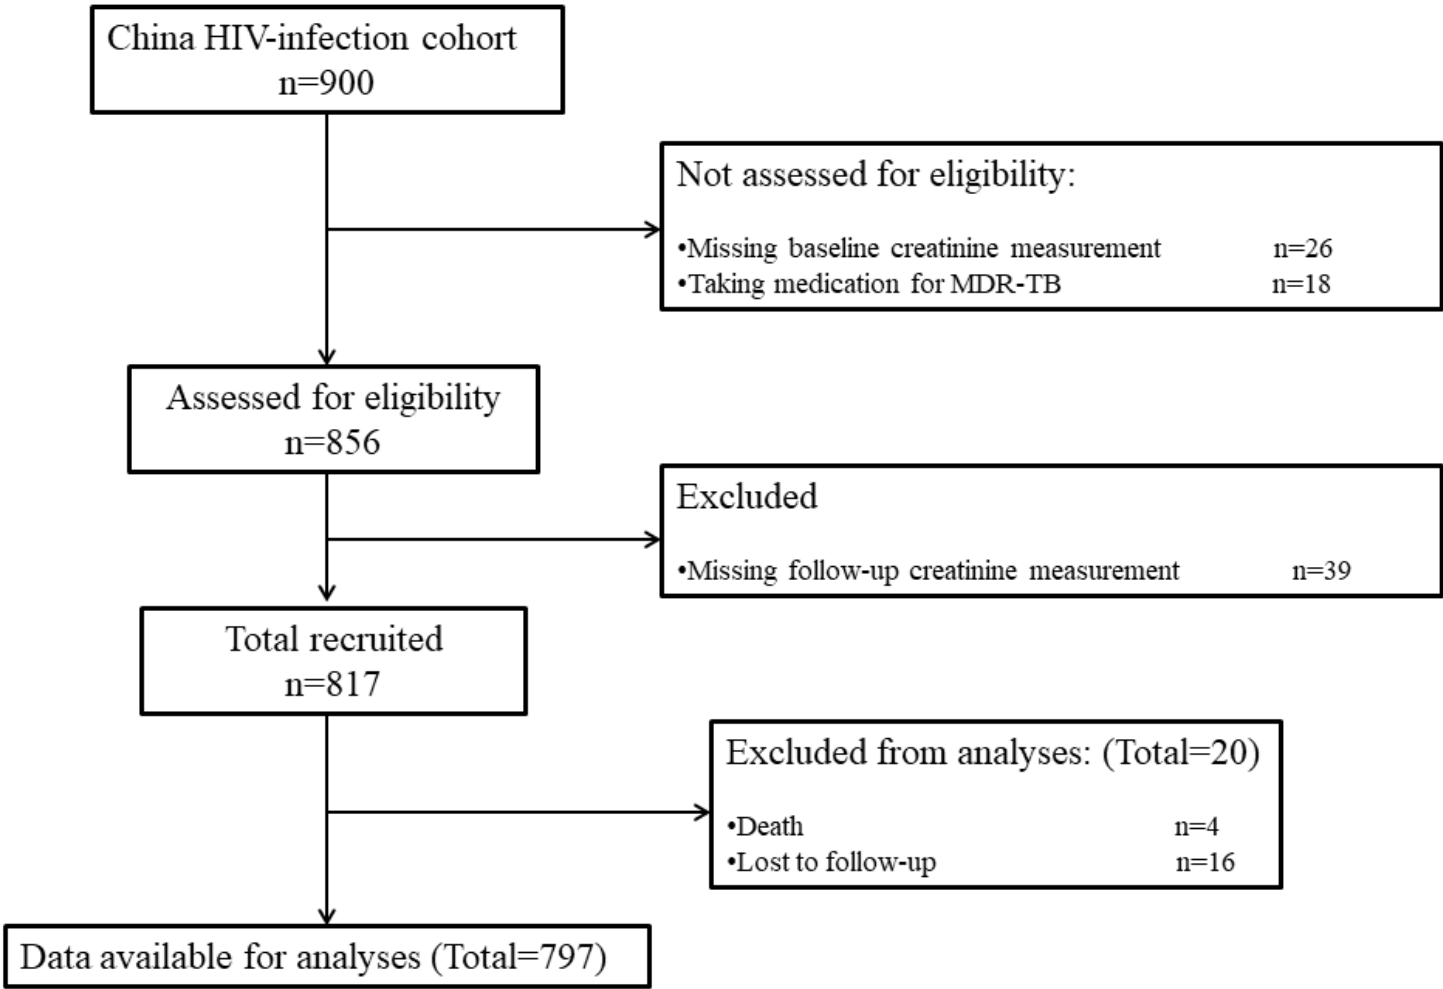 China HIV-infection cohort
n=900
Not assessed for eligibility:
•Missing baseline creatinine measurement n=26
•Taking medication for MDR-TB n=18
Assessed for eligibility
n=856
Excluded
•Missing follow-up creatinine measurement n=39
Total recruited
n=817
Excluded from analyses: (Total=20)
•Death n=4
•Lost to follow-up n=16
Data available for analyses (Total=797)